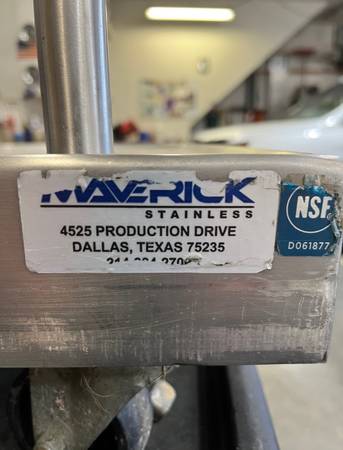 MAVERICK
STAINLESS
4525 PRODUCTION DRIVE
DALLAS, TEXAS 75235
NSF
D061877